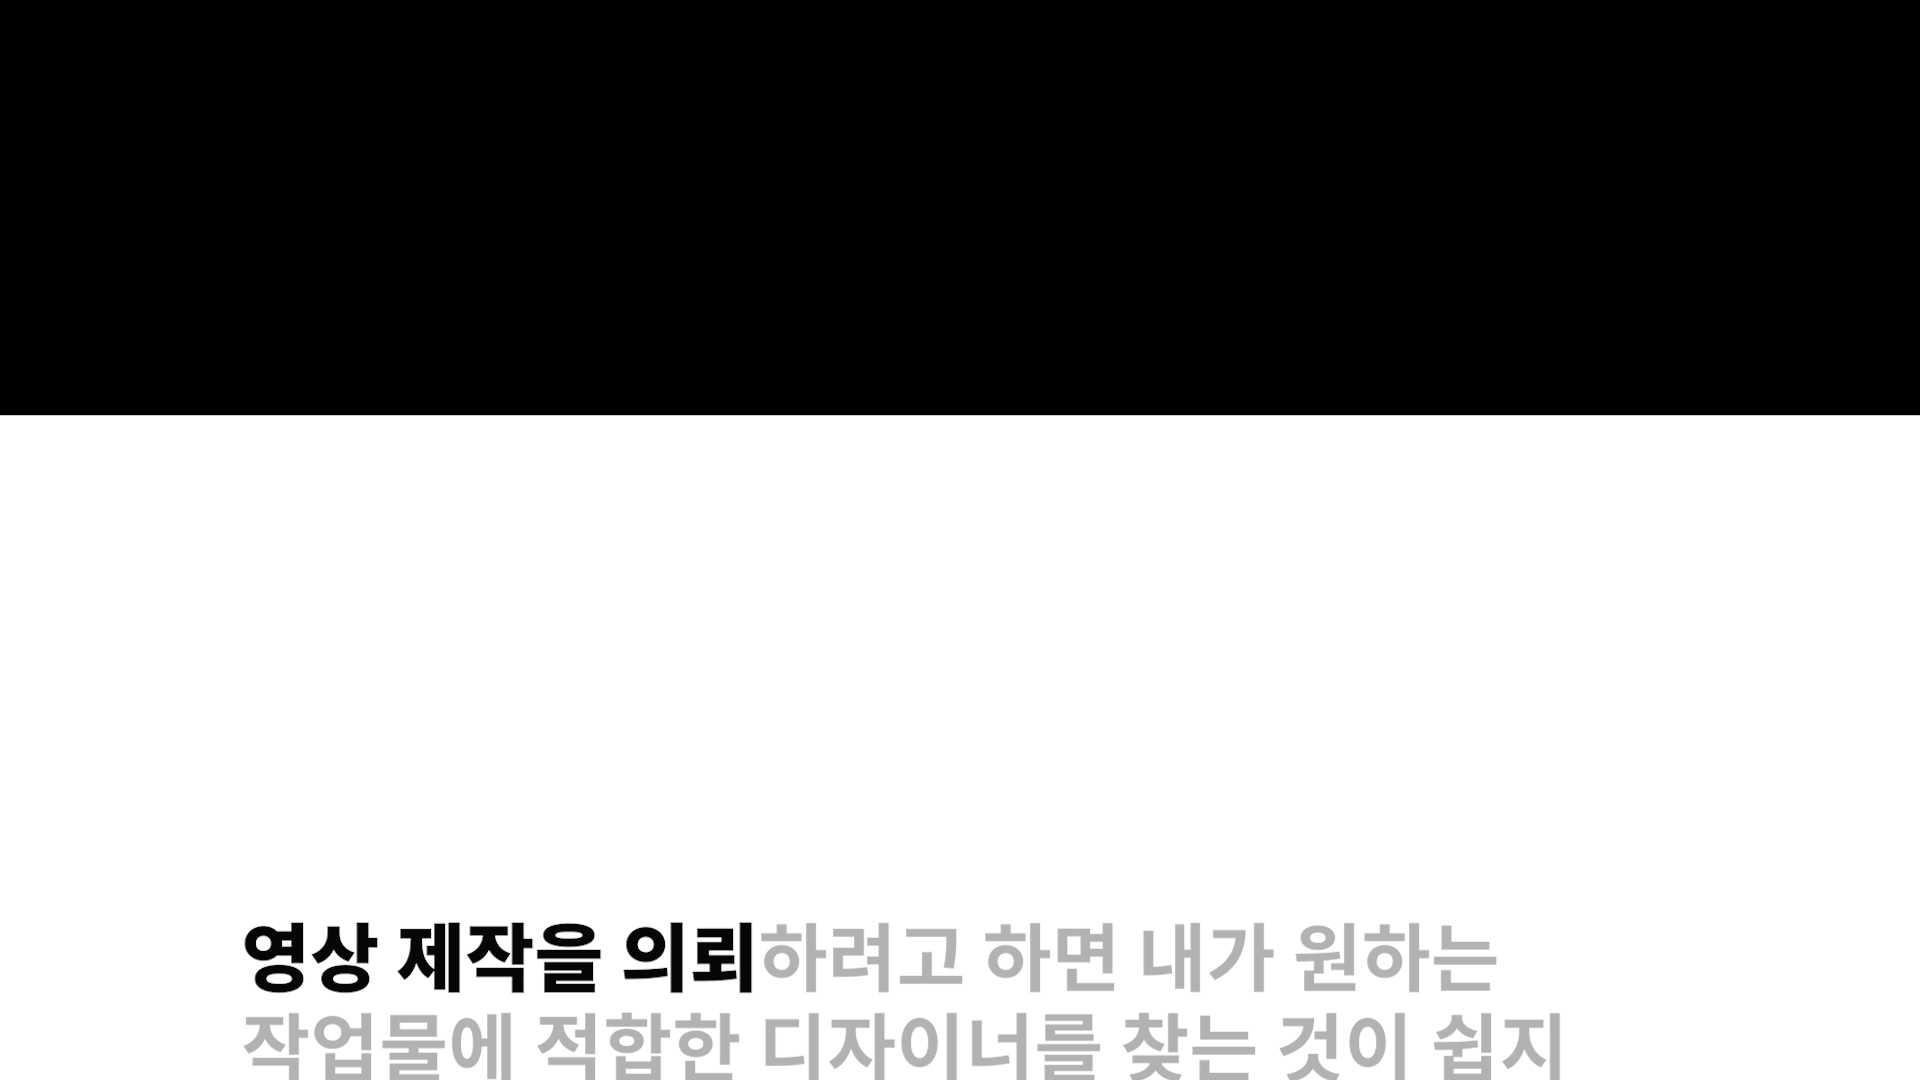 영상 제작을 의뢰하려고 하면 내가 원하는
작업물에 적합한 디자이너를 찾는 것이 쉽지